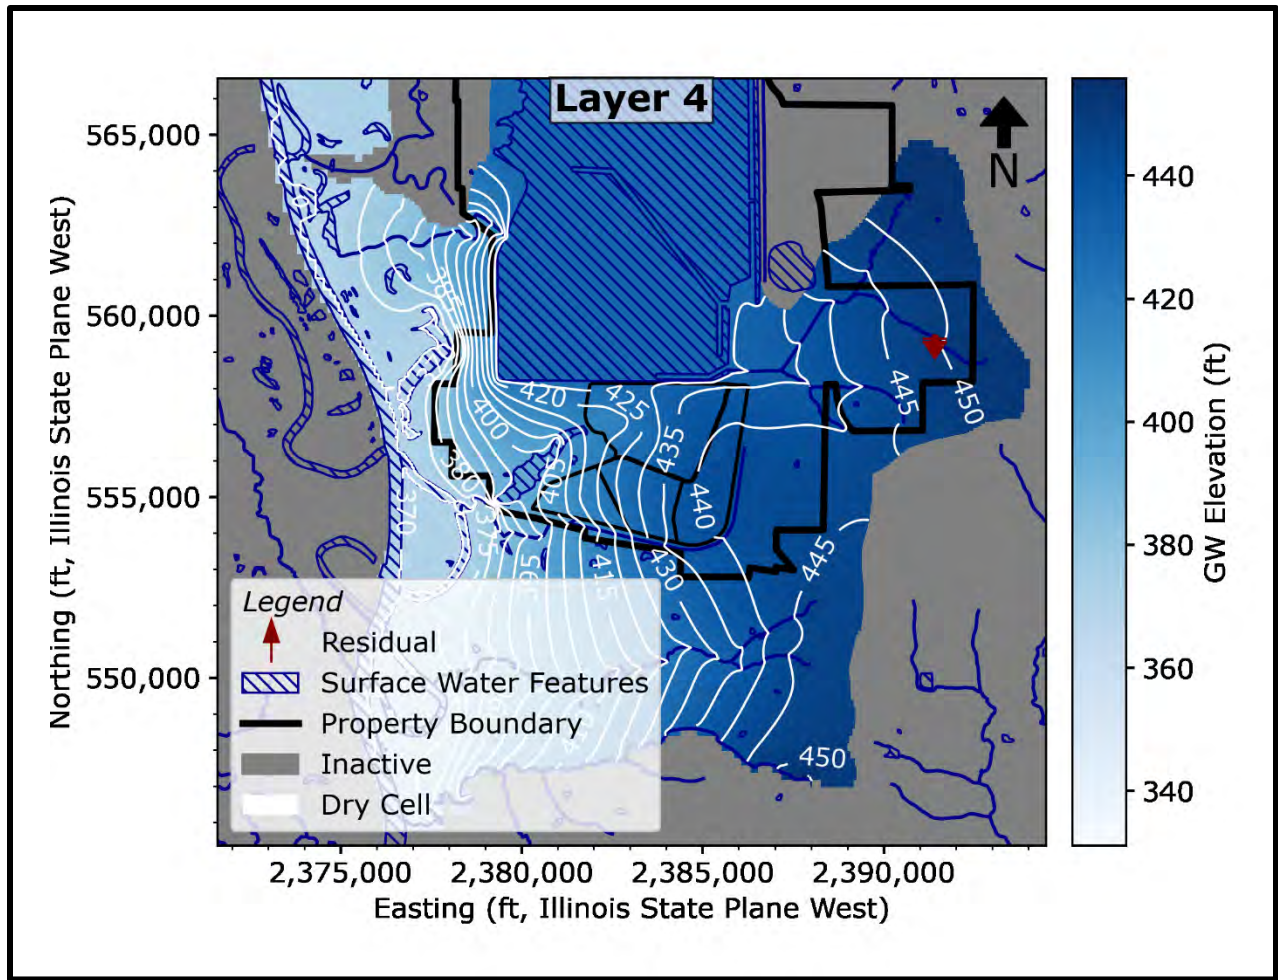 Layer 4
N
565,000
560,000
555,000
550,000
Northing (ft, Illinois State Plane West)
2,375,000
2,380,000
2,385,000
2,390,000
Easting (ft, Illinois State Plane West)
440
420
400
380
360
340
GW Elevation (ft)
385
400
420
425
435
445
450
380
405
440
370
375
395
415
430
445
450
Legend
Residual
Surface Water Features
Property Boundary
Inactive
Dry Cell